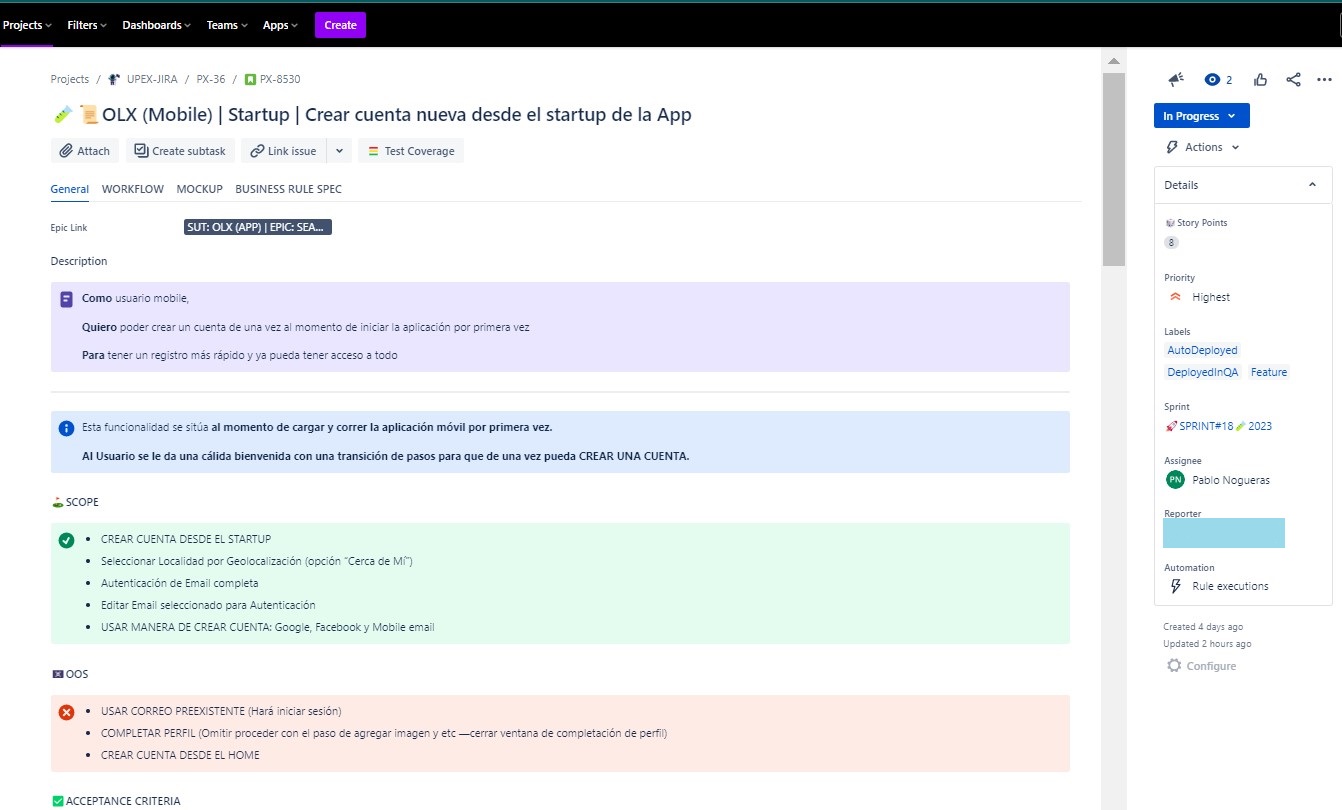 Projects Filters Dashboards Teams Apps Create
Projects / UPEX-JIRA / PX-36 / PX-8530
OLX (Mobile) | Startup | Crear cuenta nueva desde el startup de la App
Attach Create subtask Link issue Test Coverage
General WORKFLOW MOCKUP BUSINESS RULE SPEC
Epic Link SUT: OLX (APP) | EPIC: SEA...
Description
Como usuario mobile,
Quiero poder crear un cuenta de una vez al momento de iniciar la aplicación por primera vez
Para tener un registro más rápido y ya pueda tener acceso a todo
Esta funcionalidad se sitúa al momento de cargar y correr la aplicación móvil por primera vez.
Al Usuario se le da una cálida bienvenida con una transición de pasos para que de una vez pueda CREAR UNA CUENTA.
SCOPE
• CREAR CUENTA DESDE EL STARTUP
• Seleccionar Localidad por Geolocalización (opción “Cerca de Mí”)
• Autenticación de Email completa
• Editar Email seleccionado para Autenticación
• USAR MANERA DE CREAR CUENTA: Google, Facebook y Mobile email
OOS
• USAR CORREO PREEXISTENTE (Hará iniciar sesión)
• COMPLETAR PERFIL (Omitir proceder con el paso de agregar imagen y etc —cerrar ventana de completación de perfil)
• CREAR CUENTA DESDE EL HOME
ACCEPTANCE CRITERIA
2
In Progress
Actions
Details
Story Points
8
Priority
Highest
Labels
AutoDeployed
DeployedInQA Feature
Sprint
SPRINT#18 2023
Assignee
PN Pablo Nogueras
Reporter
Automation
Rule executions
Created 4 days ago
Updated 2 hours ago
Configure